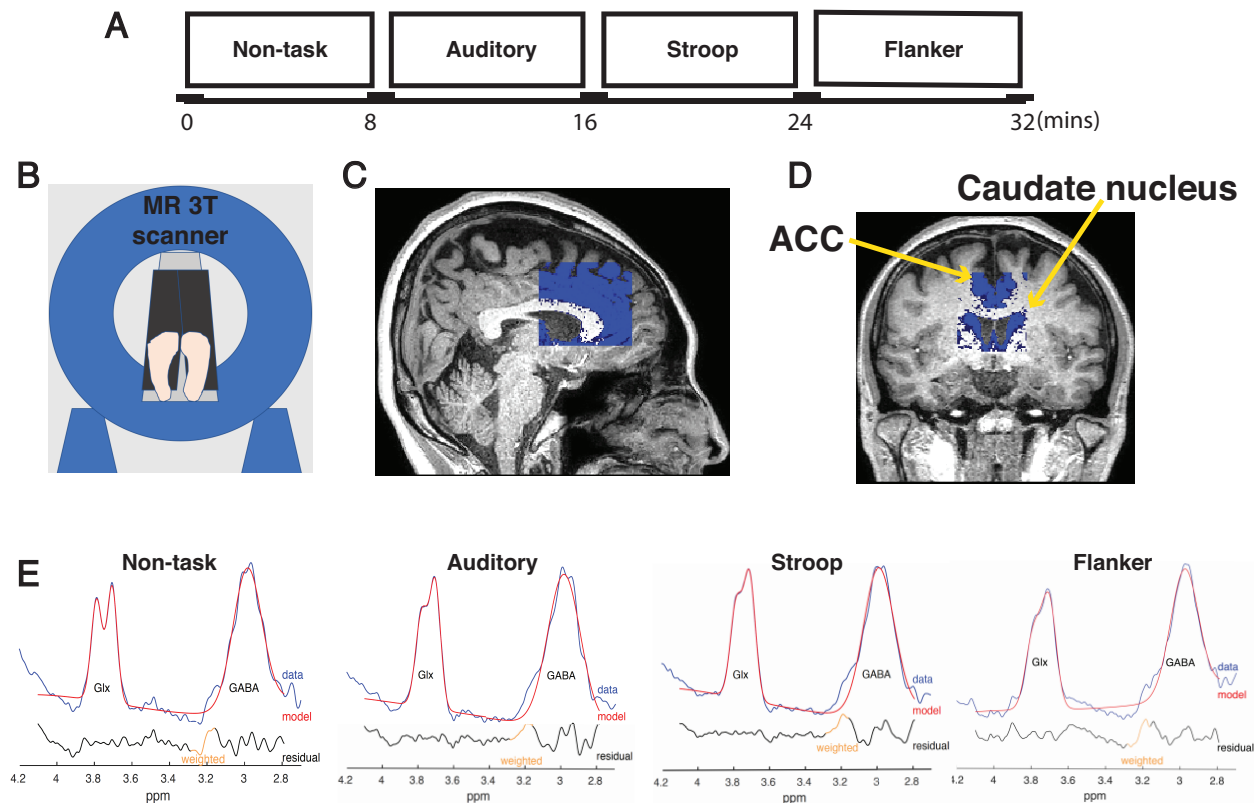 A
Non-task
Auditory
Stroop
Flanker
0
8
16
24
32(mins)
B
MR 3T
scanner
C
D
Caudate nucleus
ACC
E
Non-task
Glx
GABA
data
model
residual
weighted
4.2 4 3.8 3.6 3.4 3.2 3 2.8
ppm
Auditory
Glx
GABA
data
model
residual
weighted
4.2 4 3.8 3.6 3.4 3.2 3 2.8
ppm
Stroop
Glx
GABA
data
model
residual
weighted
4.2 4 3.8 3.6 3.4 3.2 3 2.8
ppm
Flanker
Glx
GABA
data
model
residual
weighted
4.2 4 3.8 3.6 3.4 3.2 3 2.8
ppm